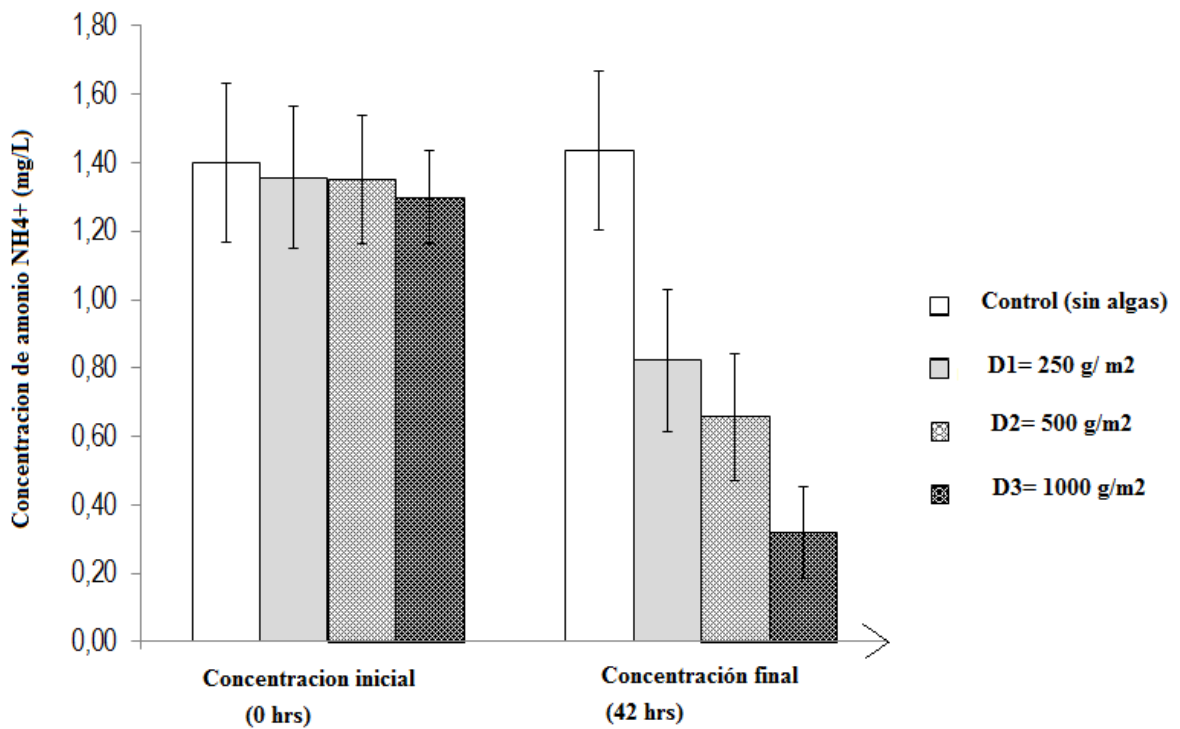 Concentracion de amonio NH4+ (mg/L)
1,80
1,60
1,40
1,20
1,00
0,80
0,60
0,40
0,20
0,00
Concentracion inicial
(0 hrs)
Concentración final
(42 hrs)
Control (sin algas)
D1= 250 g/ m2
D2= 500 g/m2
D3= 1000 g/m2